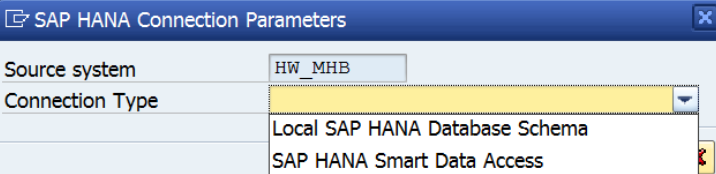 SAP HANA Connection Parameters
Source system HW_MHB
Connection Type
Local SAP HANA Database Schema
SAP HANA Smart Data Access